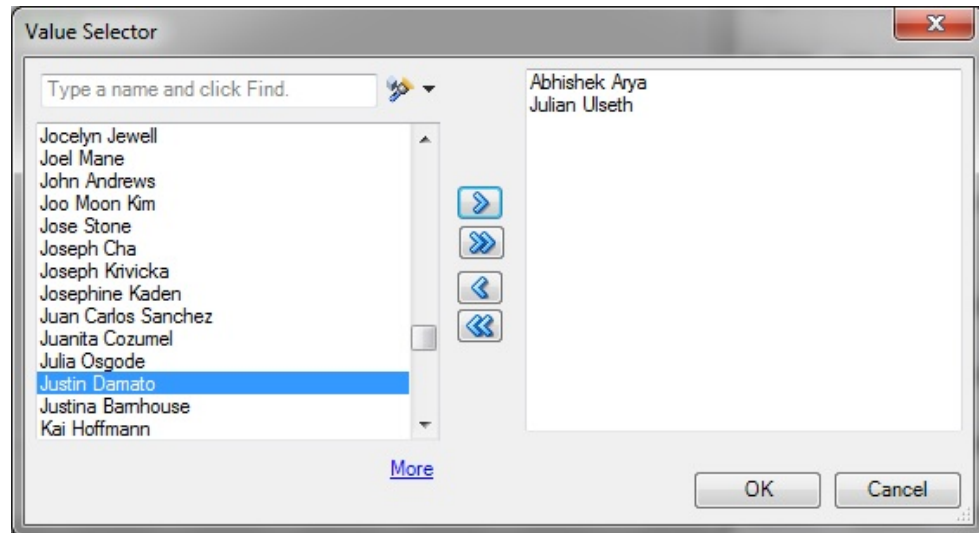 Value Selector
Type a name and click Find.
Jocelyn Jewell
Joel Mane
John Andrews
Joo Moon Kim
Jose Stone
Joseph Cha
Joseph Krivicka
Josephine Kaden
Juan Carlos Sanchez
Juanita Cozumel
Julia Osgode
Justin Damato
Justina Barnhouse
Kai Hoffmann
More
Abhishek Arya
Julian Ulseth
OK
Cancel